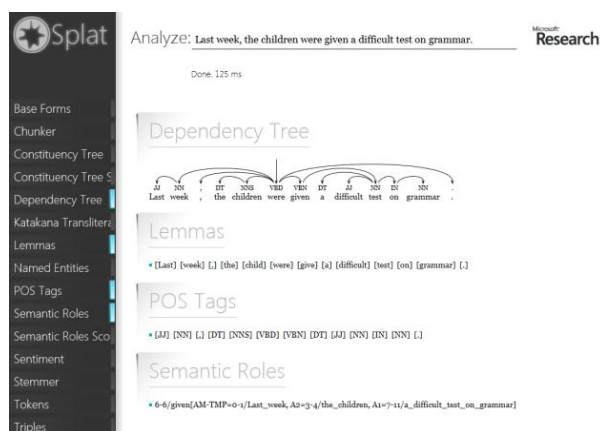 Splat
Analyze: Last week, the children were given a difficult test on grammar.
Microsoft
Research
Done. 125 ms
Base Forms
Chunker
Constituency Tree
Constituency Tree S
Dependency Tree
Katakana Translitera
Lemmas
Named Entities
POS Tags
Semantic Roles
Semantic Roles Sco
Sentiment
Stemmer
Tokens
Triples
Dependency Tree
JJ NN , DT NNS VBD VBN DT JJ NN IN NN .
Last week , the children were given a difficult test on grammar .
Lemmas
• [Last] [week] [,] [the] [child] [were] [give] [a] [difficult] [test] [on] [grammar] [.]
POS Tags
• [JJ] [NN] [,] [DT] [NNS] [VBD] [VBN] [DT] [JJ] [NN] [IN] [NN] [.]
Semantic Roles
• 6-6/given[AM-TMP=0-1/Last_week, A2=3-4/the_children, A1=7-11/a_difficult_test_on_grammar]